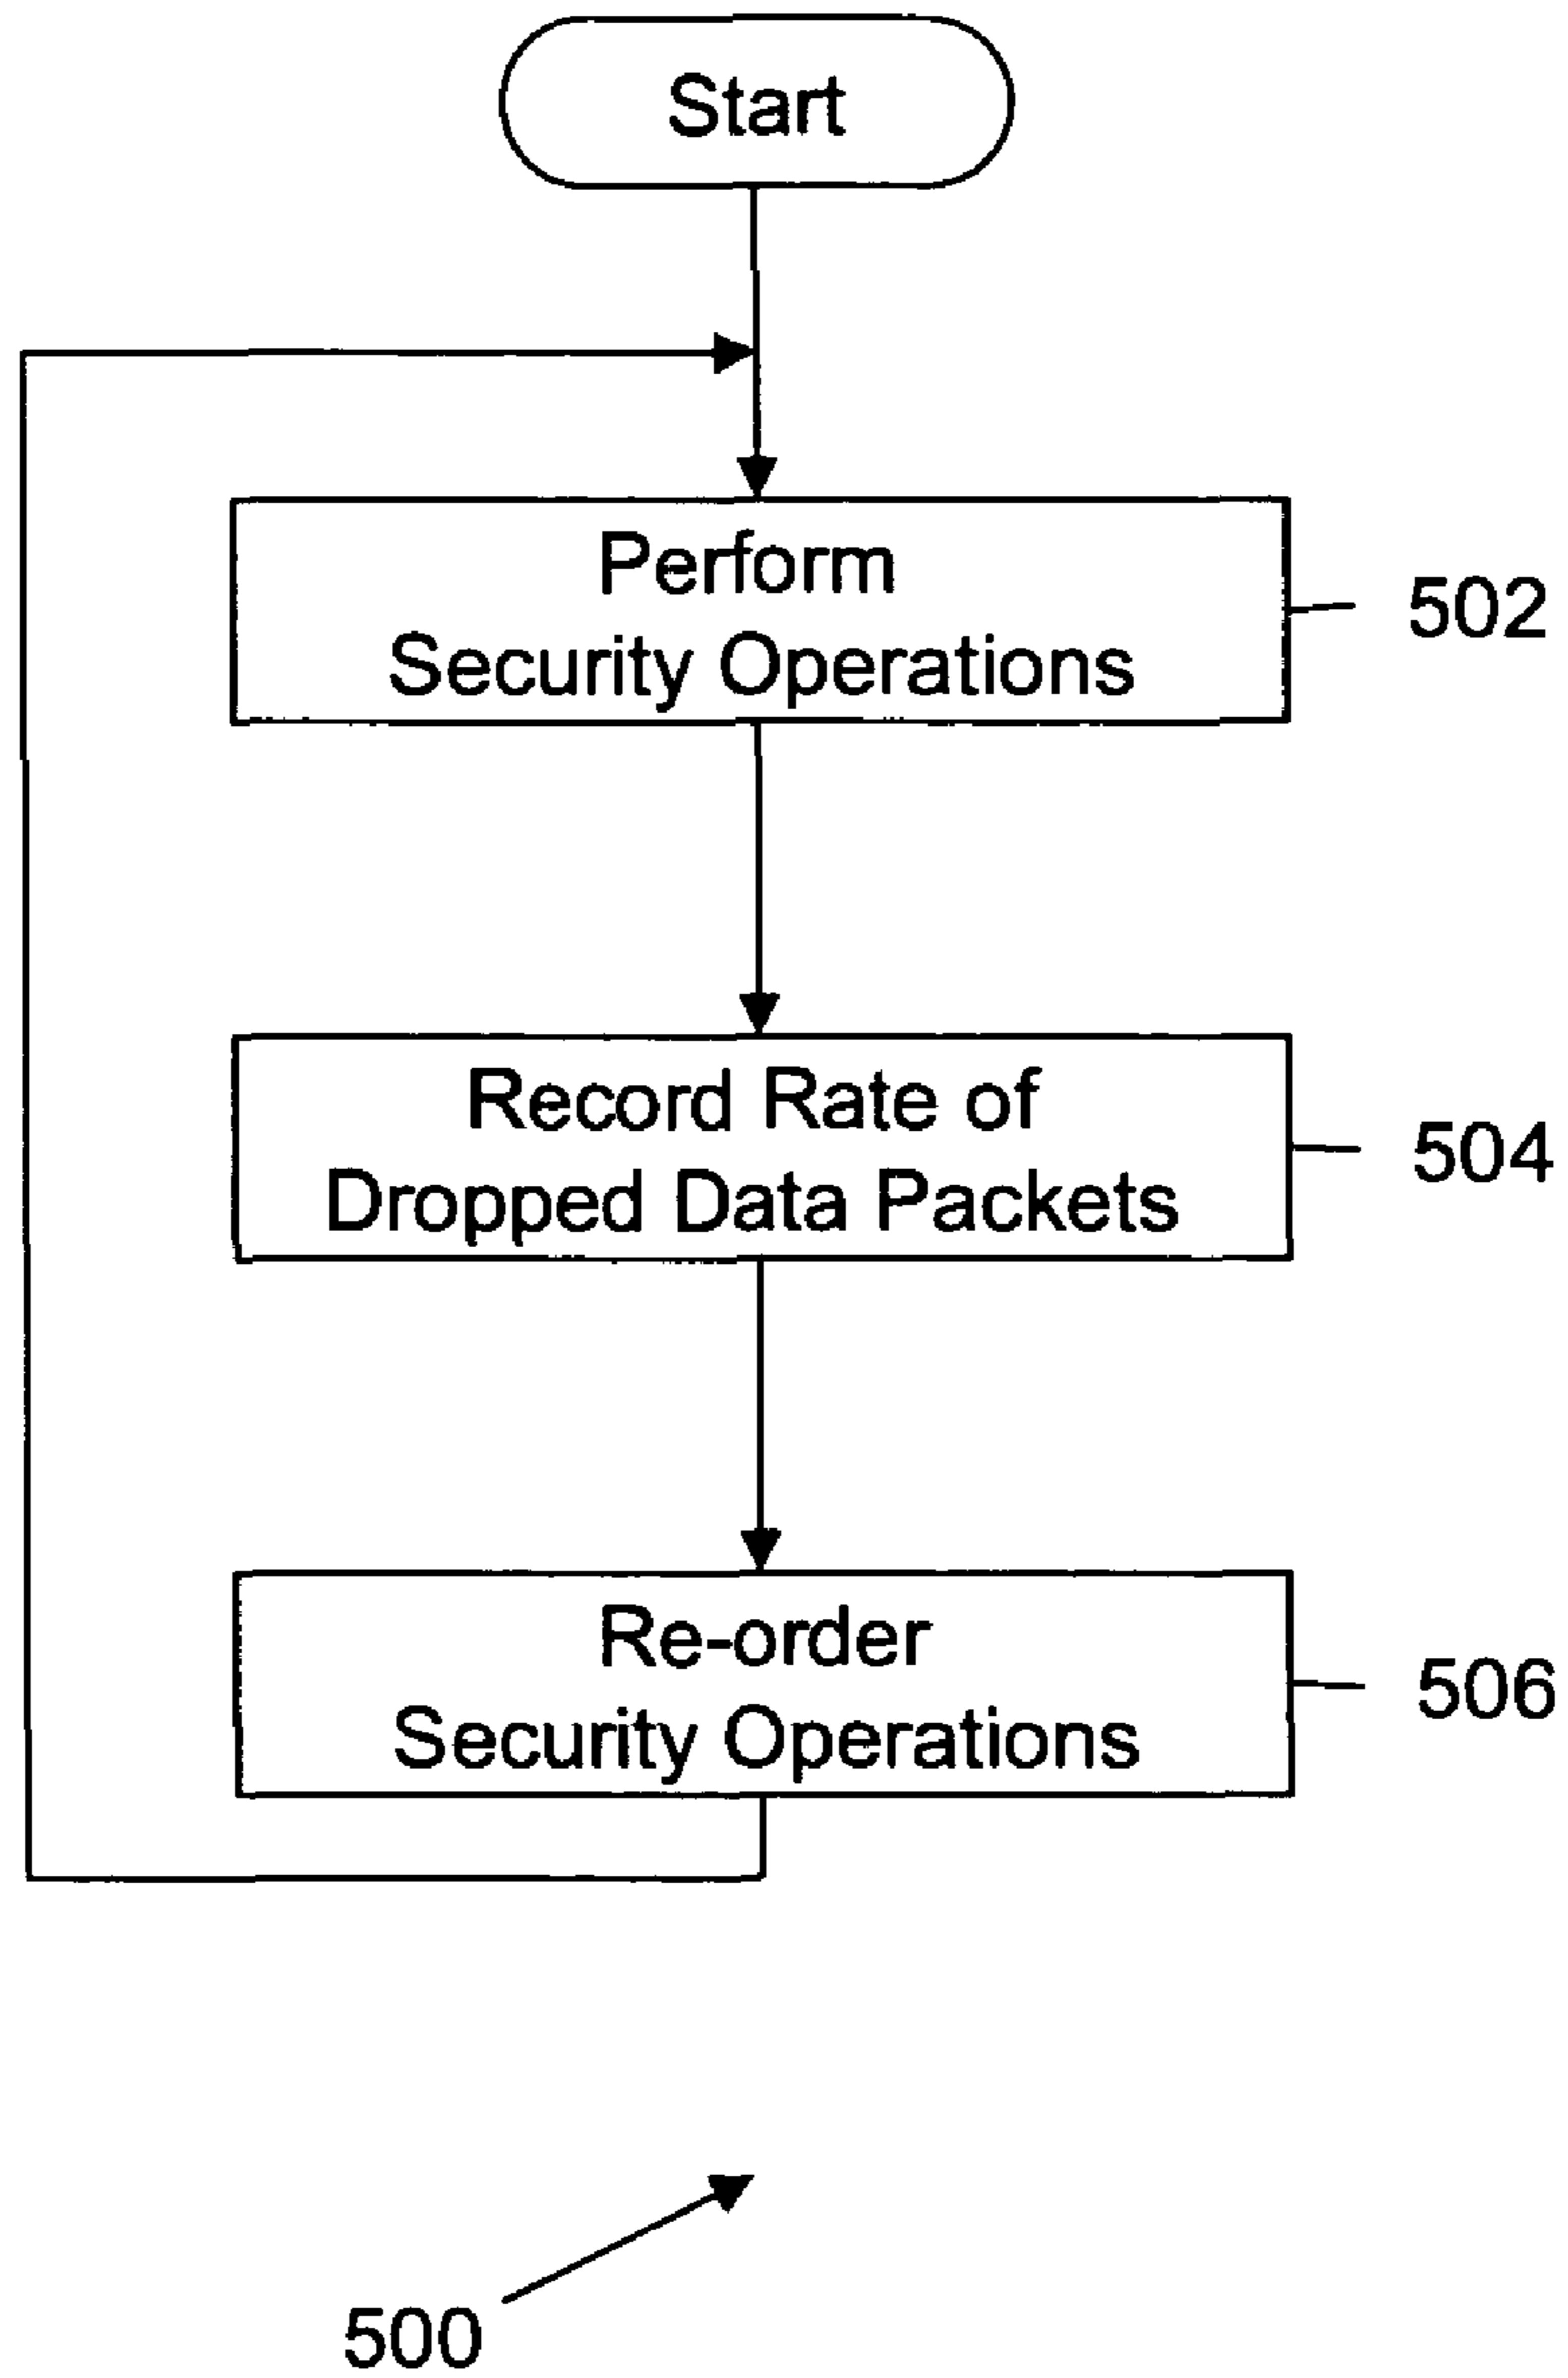 Start
Perform
Security Operations
502
Record Rate of
Dropped Data Packets
504
Re-order
Security Operations
506
500